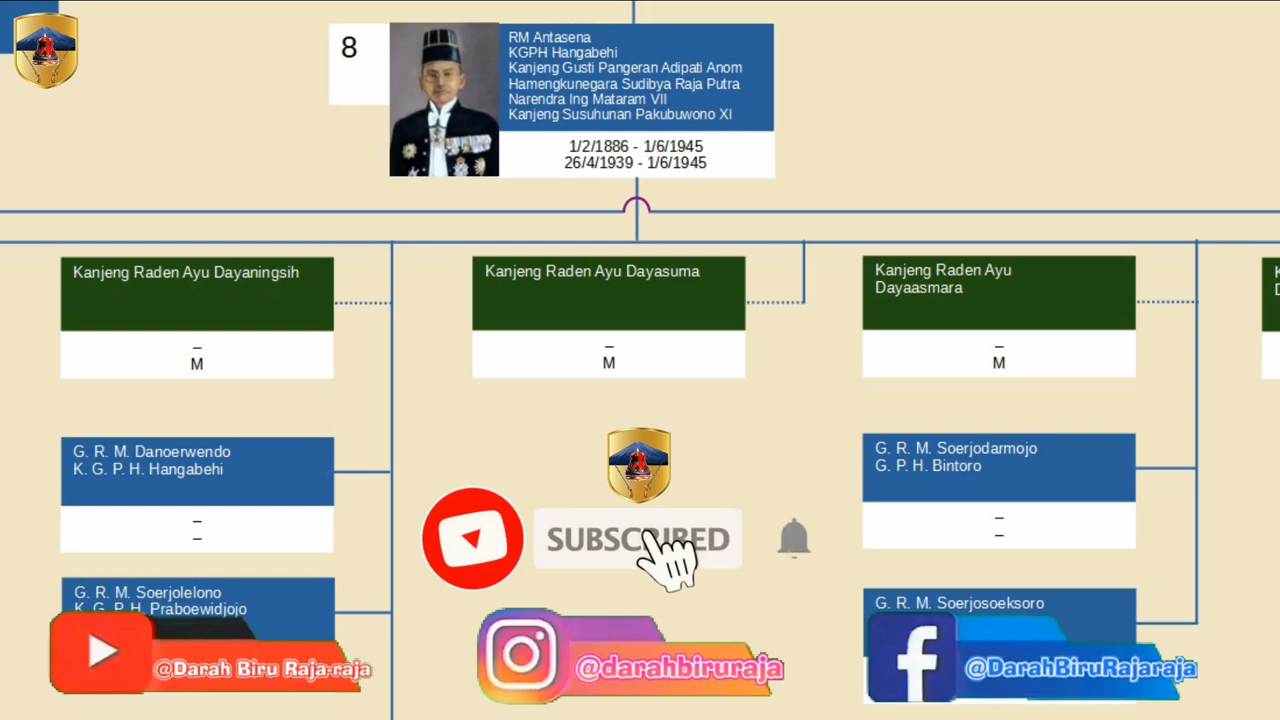 8
RM Antasena
KGPH Hangabehi
Kanjeng Gusti Pangeran Adipati Anom
Hamengkunegara Sudibya Raja Putra
Narendra Ing Mataram VII
Kanjeng Susuhunan Pakubuwono XI
1/2/1886 - 1/6/1945
26/4/1939 - 1/6/1945
Kanjeng Raden Ayu Dayaningsih
–
M
Kanjeng Raden Ayu Dayasuma
–
M
Kanjeng Raden Ayu
Dayaasmara
–
M
G. R. M. Danoerwendo
K. G. P. H. Hangabehi
–
–
G. R. M. Soerjodarmojo
G. P. H. Bintoro
–
–
SUBSCRIBED
G. R. M. Soerjolelono
K. G. P. H. Praboewidjojo
G. R. M. Soerjosoeksoro
@Darah Biru Raja-raja
@darahbiruraja
@DarahBiruRajaraja